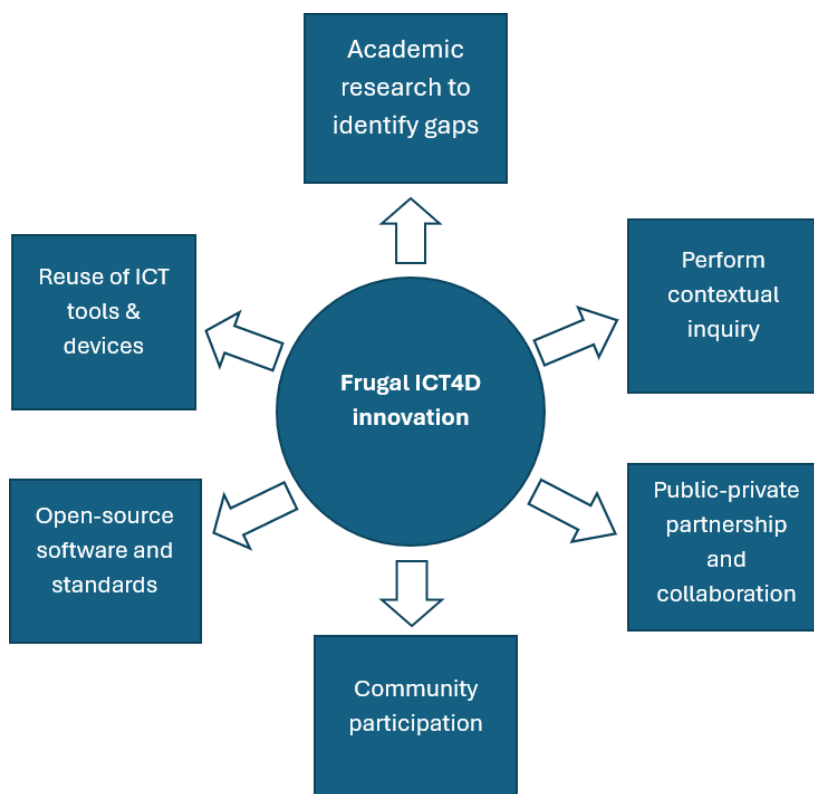 Academic
research to
identify gaps
Reuse of ICT
tools &
devices
Perform
contextual
inquiry
Frugal ICT4D
innovation
Open-source
software and
standards
Public-private
partnership
and
collaboration
Community
participation